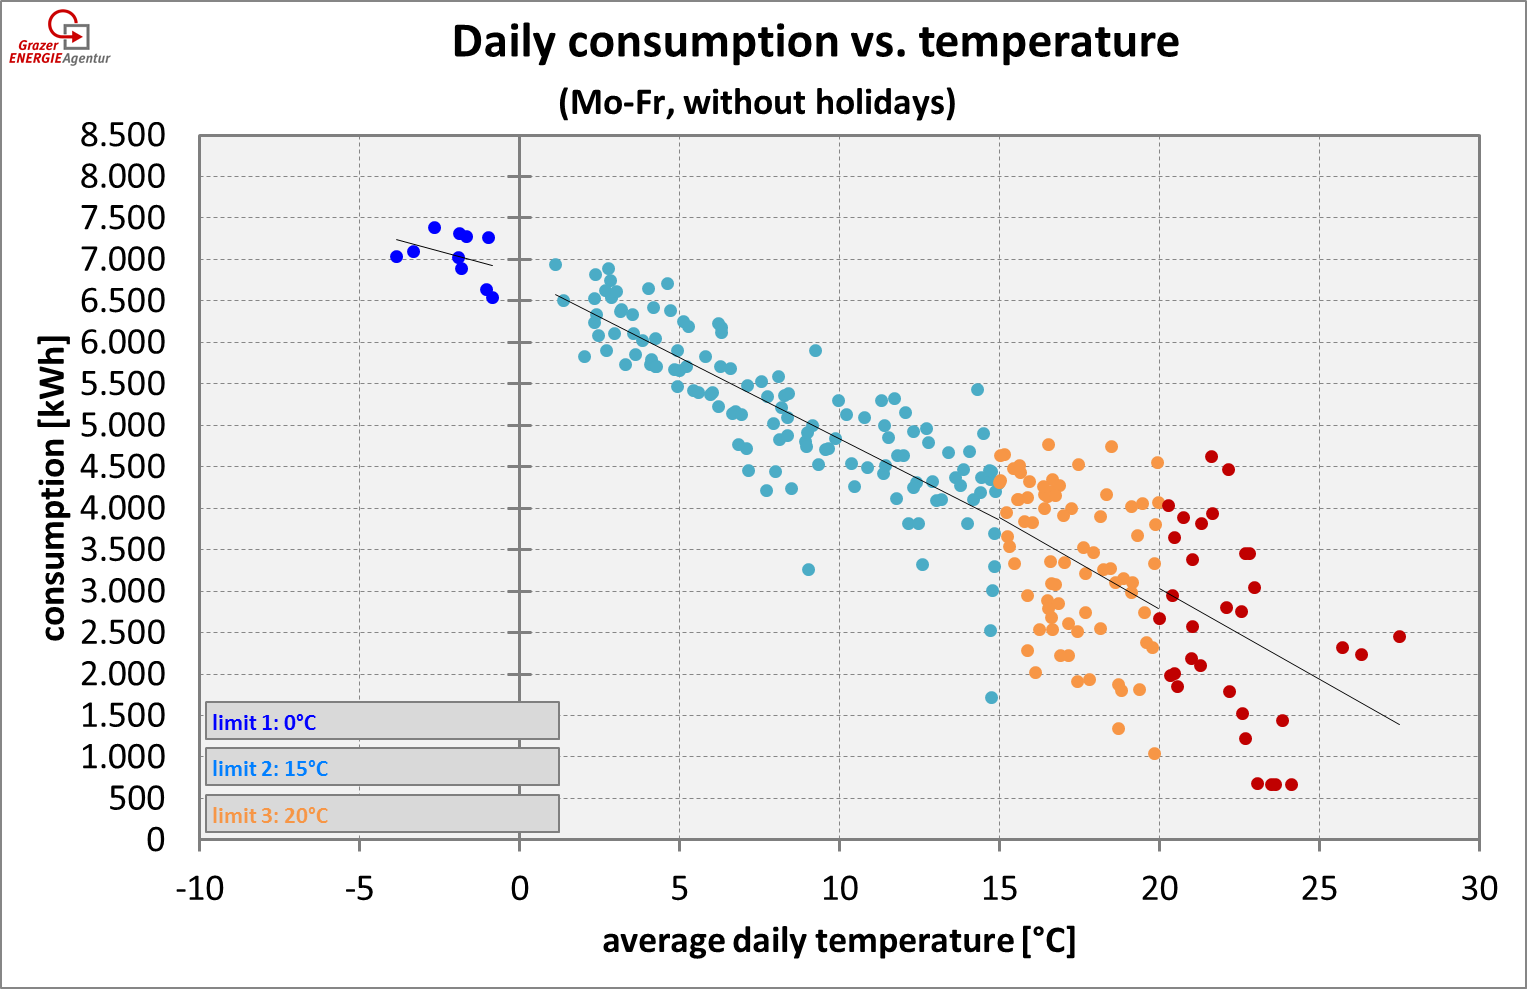 Grazer
ENERGIEAgentur
Daily consumption vs. temperature
(Mo-Fr, without holidays)
8.500
8.000
7.500
7.000
6.500
6.000
5.500
5.000
4.500
4.000
3.500
3.000
2.500
2.000
1.500
1.000
500
0
consumption [kWh]
limit 1: 0°C
limit 2: 15°C
limit 3: 20°C
-10 -5 0 5 10 15 20 25 30
average daily temperature [°C]